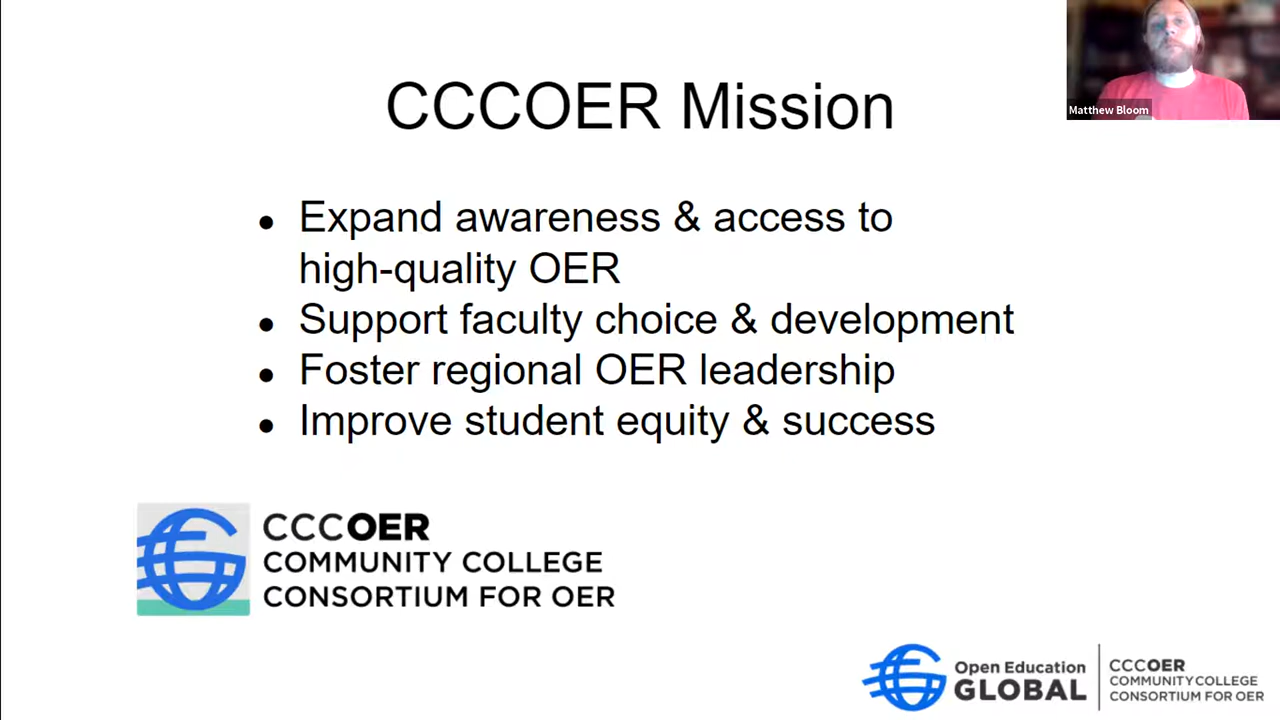 CCCOER Mission
Matthew Bloom
● Expand awareness & access to
high-quality OER
● Support faculty choice & development
● Foster regional OER leadership
● Improve student equity & success
CCCOER
COMMUNITY COLLEGE
CONSORTIUM FOR OER
Open Education
GLOBAL
CCCOER
COMMUNITY COLLEGE
CONSORTIUM FOR OER